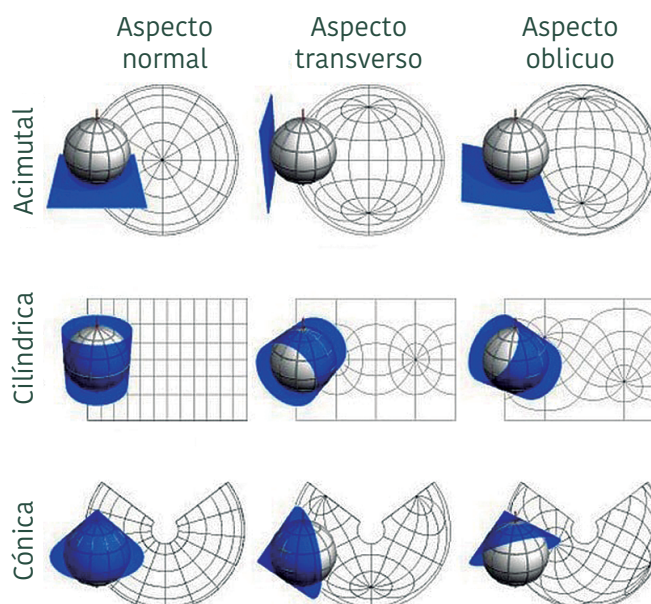 Aspecto
normal
Aspecto
transverso
Aspecto
oblicuo
Acimutal
Cilíndrica
Cónica